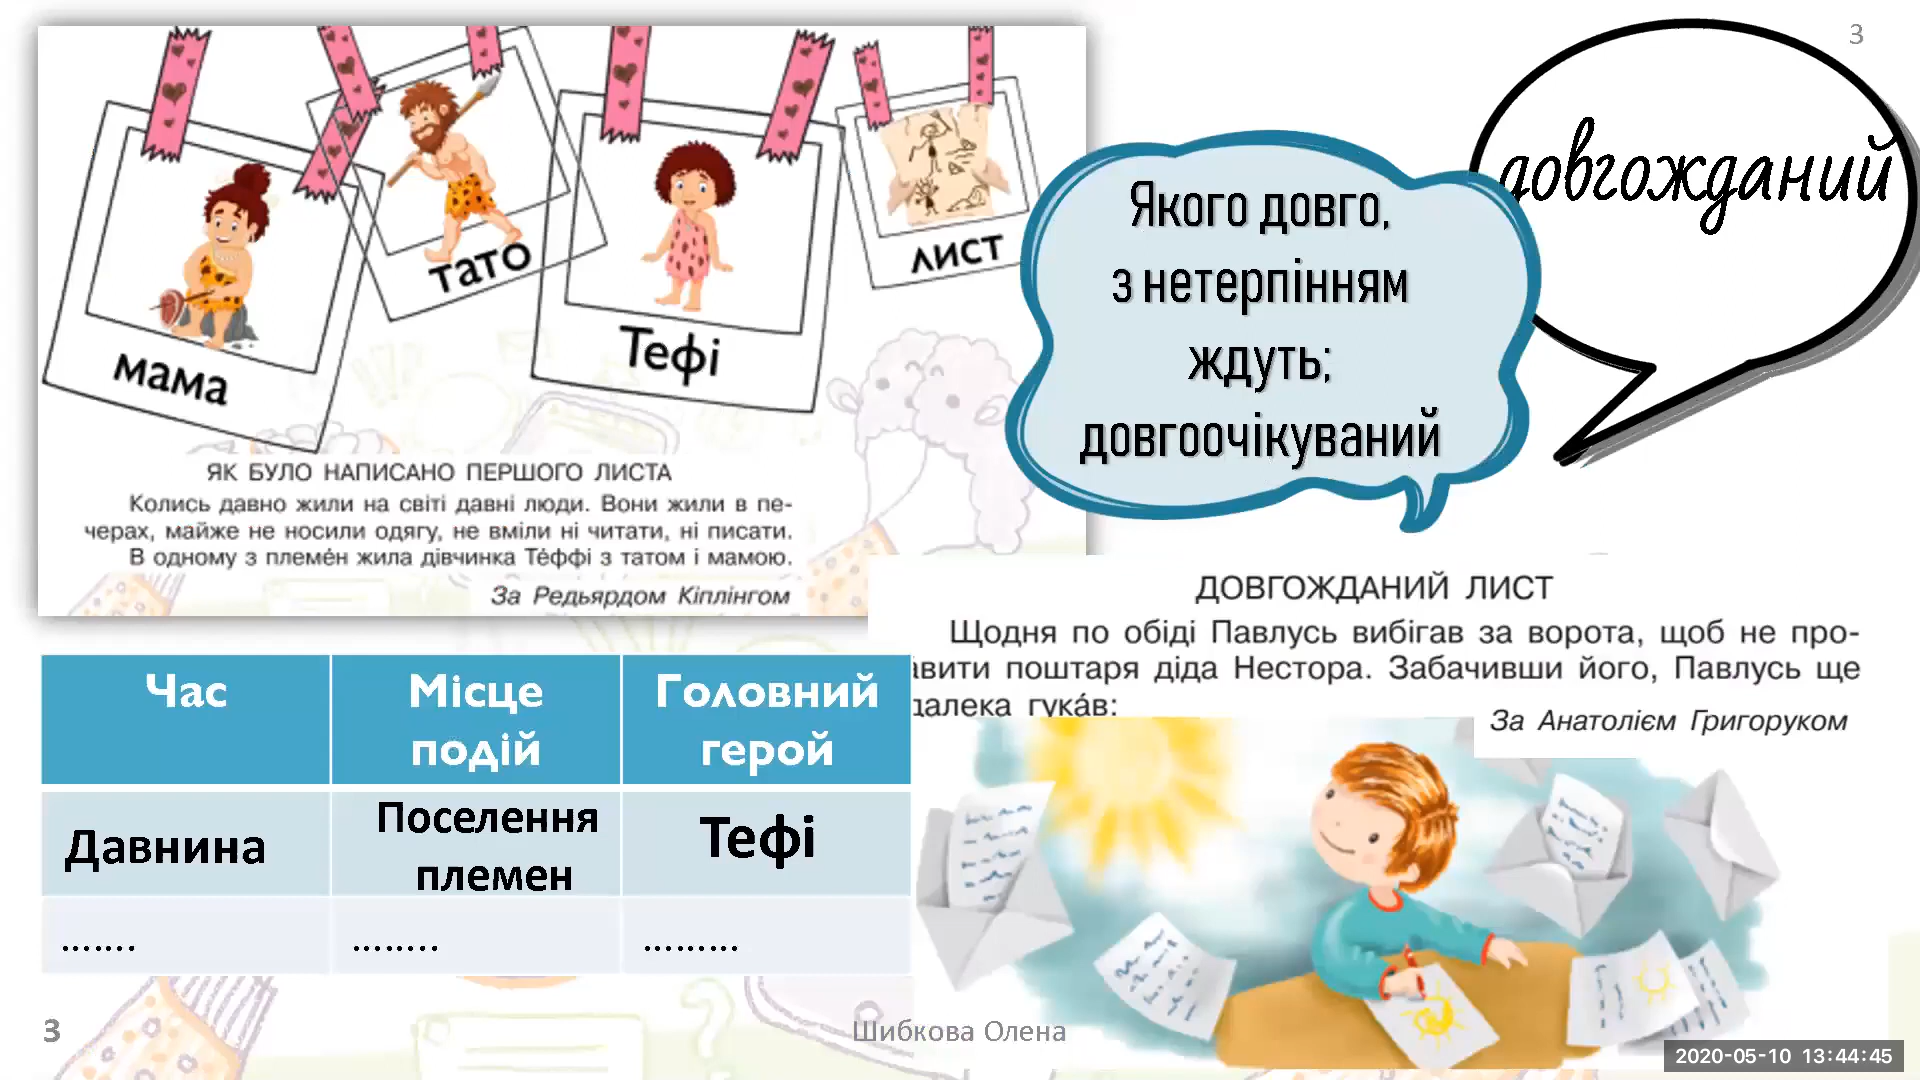 3
мама
тато
Тефі
лист
ЯК БУЛО НАПИСАНО ПЕРШОГО ЛИСТА
Колись давно жили на світі давні люди. Вони жили в пе-
черах, майже не носили одягу, не вміли ні читати, ні писати.
В одному з племе́н жила дівчинка Те́ффі з татом і мамою.
За Редьярдом Кіплінгом
довгожданий
Якого довго,
з нетерпінням
ждуть;
довгоочікуваний
ДОВГОЖДАНИЙ ЛИСТ
Щодня по обіді Павлусь вибігав за ворота, щоб не про-
авити поштаря діда Нестора. Забачивши його, Павлусь ще
далека гука́в:
За Анатолієм Григоруком
Час Місце подій Головний герой
Давнина Поселення племен Тефі
……. …….. ………
3
Шибкова Олена
2020-05-10 13:44:45